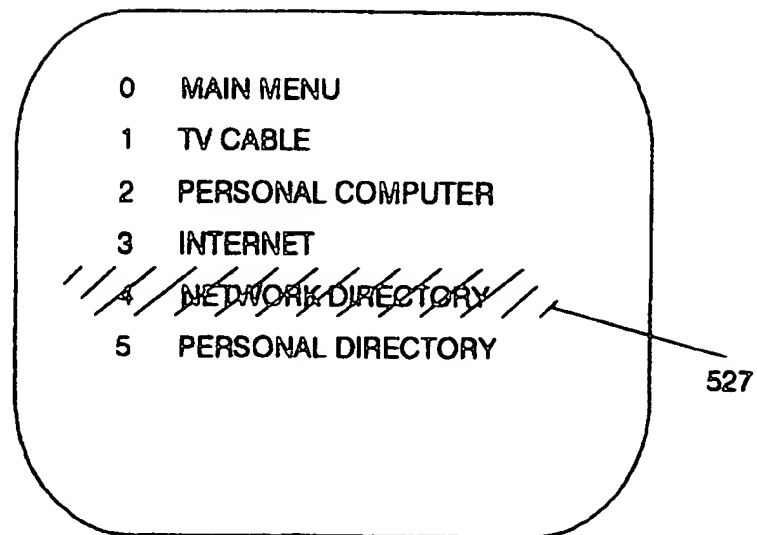 0 MAIN MENU
1 TV CABLE
2 PERSONAL COMPUTER
3 INTERNET
4 NETWORK DIRECTORY
5 PERSONAL DIRECTORY
527